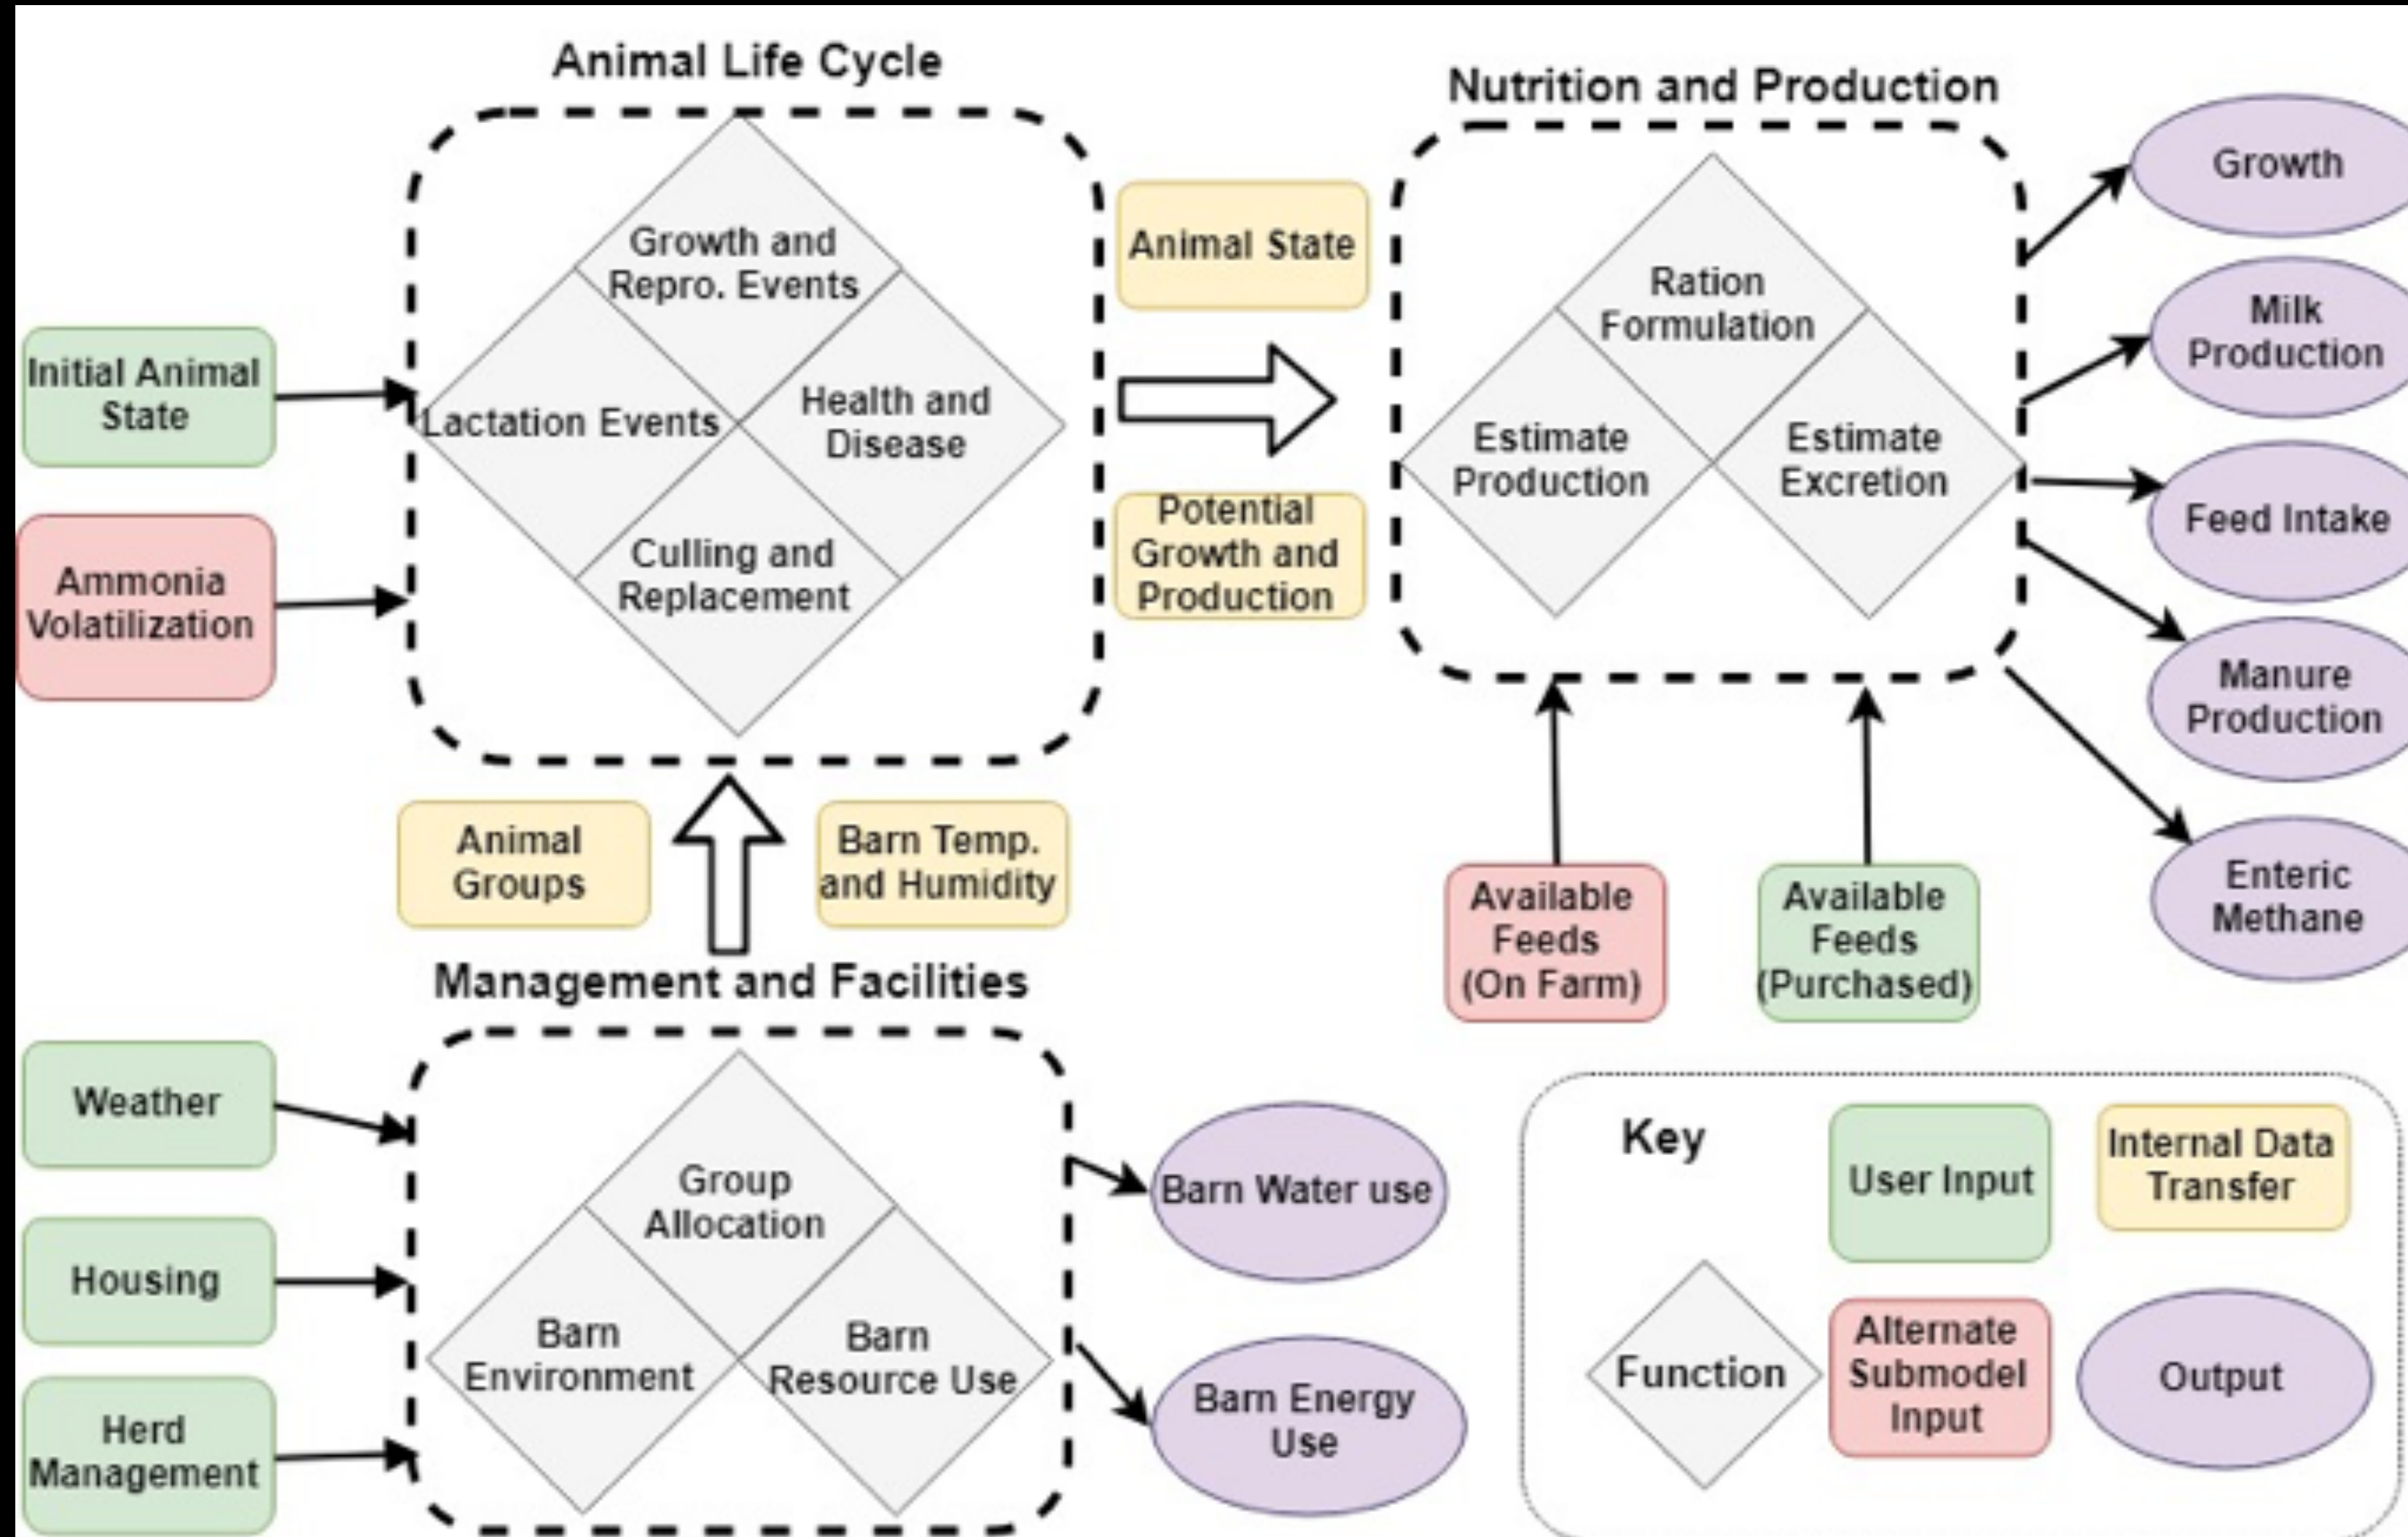 Animal Life Cycle
Growth and
Repro. Events
Lactation Events
Health and
Disease
Culling and
Replacement
Initial Animal
State
Ammonia
Volatilization
Animal State
Potential
Growth and
Production
Nutrition and Production
Ration
Formulation
Estimate
Production
Estimate
Excretion
Growth
Milk
Production
Feed Intake
Manure
Production
Enteric
Methane
Available
Feeds
(On Farm)
Available
Feeds
(Purchased)
Animal
Groups
Barn Temp.
and Humidity
Management and Facilities
Weather
Housing
Herd
Management
Group
Allocation
Barn
Environment
Barn
Resource Use
Barn Water use
Barn Energy
Use
Key
User Input
Internal Data
Transfer
Function
Alternate
Submodel
Input
Output